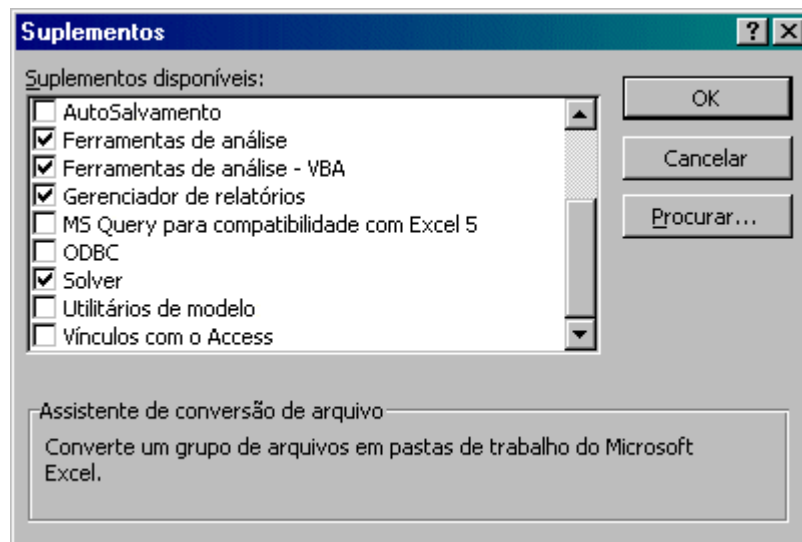 Suplementos
Suplementos disponíveis:
AutoSalvamento
Ferramentas de análise
Ferramentas de análise - VBA
Gerenciador de relatórios
MS Query para compatibilidade com Excel 5
ODBC
Solver
Utilitários de modelo
Vínculos com o Access
OK
Cancelar
Procurar...
Assistente de conversão de arquivo
Converte um grupo de arquivos em pastas de trabalho do Microsoft
Excel.